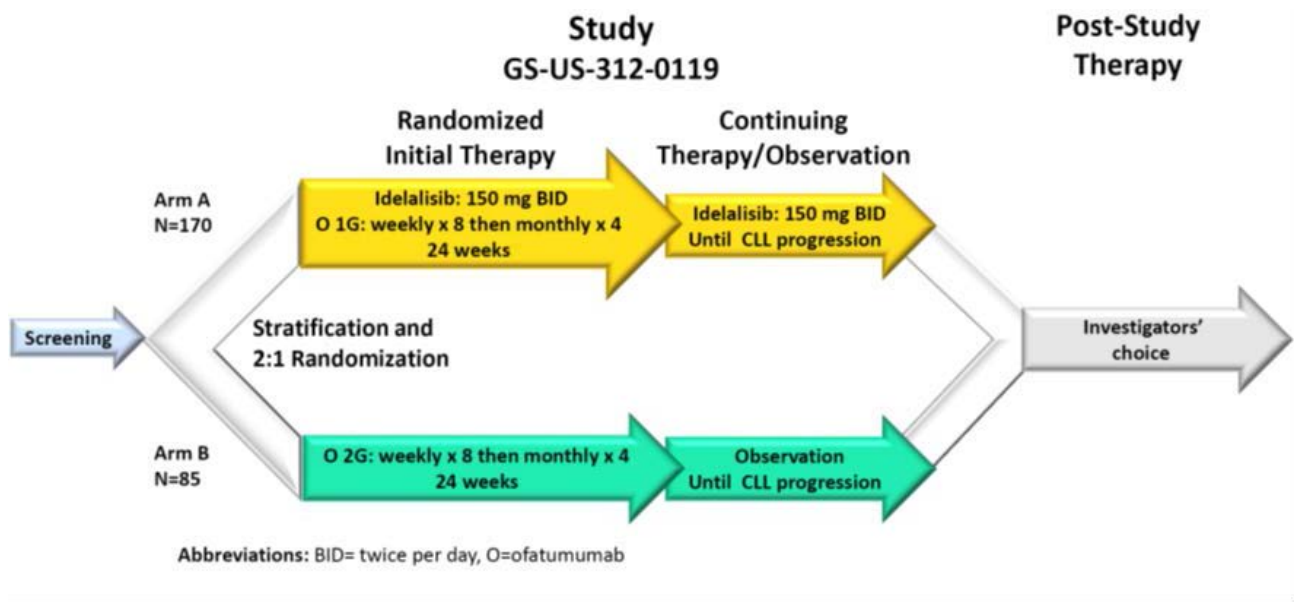 Study
GS-US-312-0119
Post-Study
Therapy
Randomized
Initial Therapy
Continuing
Therapy/Observation
Arm A
N=170
Idelalisib: 150 mg BID
O 1G: weekly x 8 then monthly x 4
24 weeks
Idelalisib: 150 mg BID
Until CLL progression
Screening
Stratification and
2:1 Randomization
Investigators'
choice
Arm B
N=85
O 2G: weekly x 8 then monthly x 4
24 weeks
Observation
Until CLL progression
Abbreviations: BID= twice per day, O=ofatumumab